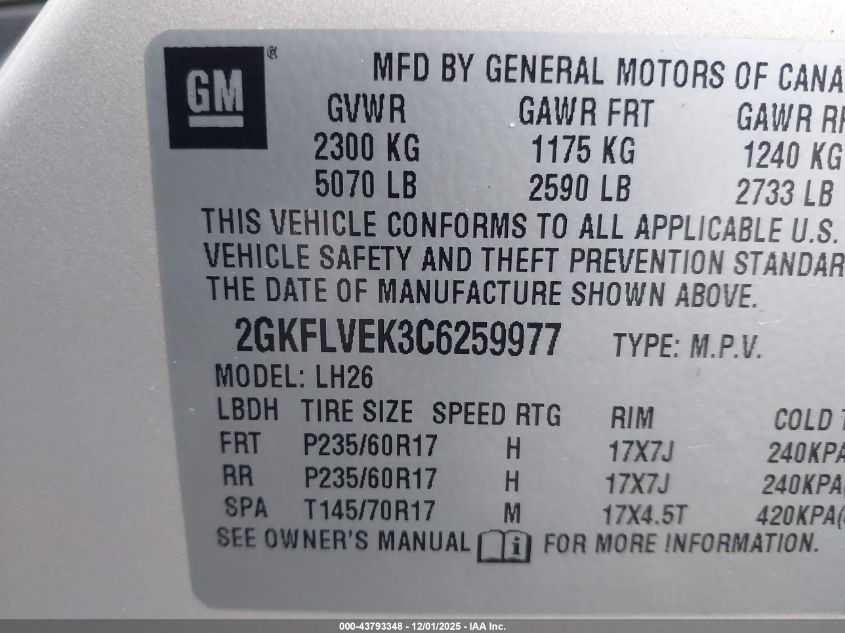 GM ®
MFD BY GENERAL MOTORS OF CANA
GVWR GAWR FRT GAWR RR
2300 KG 1175 KG 1240 KG
5070 LB 2590 LB 2733 LB
THIS VEHICLE CONFORMS TO ALL APPLICABLE U.S.
VEHICLE SAFETY AND THEFT PREVENTION STANDAR
THE DATE OF MANUFACTURE SHOWN ABOVE.
2GKFLVEK3C6259977 TYPE: M.P.V.
MODEL: LH26
LBDH TIRE SIZE SPEED RTG RIM COLD T
FRT P235/60R17 H 17X7J 240KPA
RR P235/60R17 H 17X7J 240KPA(
SPA T145/70R17 M 17X4.5T 420KPA(
SEE OWNER'S MANUAL i FOR MORE INFORMATION.
000-43793348 - 12/01/2025 - IAA Inc.